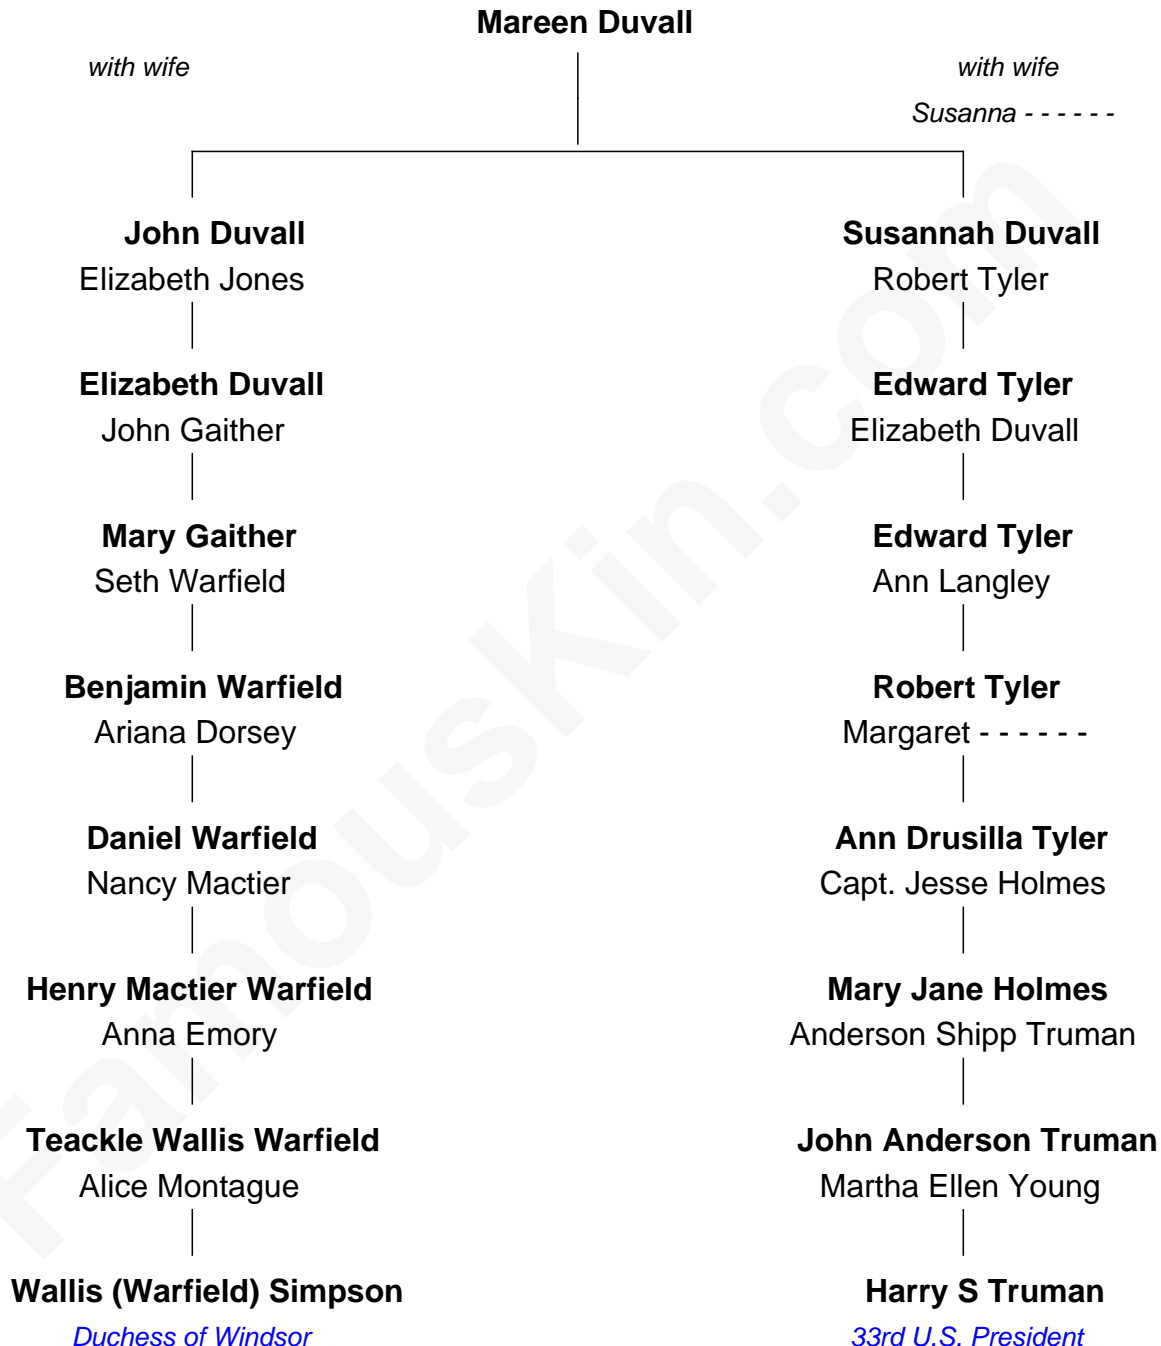 Mareen Duvall
with wife
with wife
Susanna - - - - - -
John Duvall
Elizabeth Jones
Susannah Duvall
Robert Tyler
Elizabeth Duvall
John Gaither
Edward Tyler
Elizabeth Duvall
Mary Gaither
Seth Warfield
Edward Tyler
Ann Langley
Benjamin Warfield
Ariana Dorsey
Robert Tyler
Margaret - - - - - -
Daniel Warfield
Nancy Mactier
Ann Drusilla Tyler
Capt. Jesse Holmes
Henry Mactier Warfield
Anna Emory
Mary Jane Holmes
Anderson Shipp Truman
Teackle Wallis Warfield
Alice Montague
John Anderson Truman
Martha Ellen Young
Wallis (Warfield) Simpson
Duchess of Windsor
Harry S Truman
33rd U.S. President
FamousKin.com